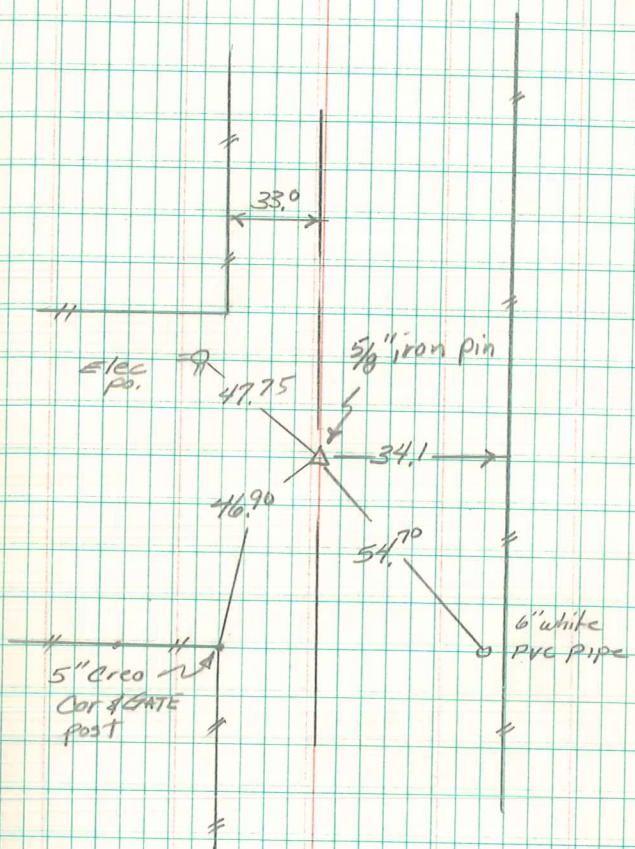 33.0
5/8" iron pin
Elec
po.
47.75
34.1
46.90
54.70
6" white
pvc pipe
5" Creo
Cor & GATE
post